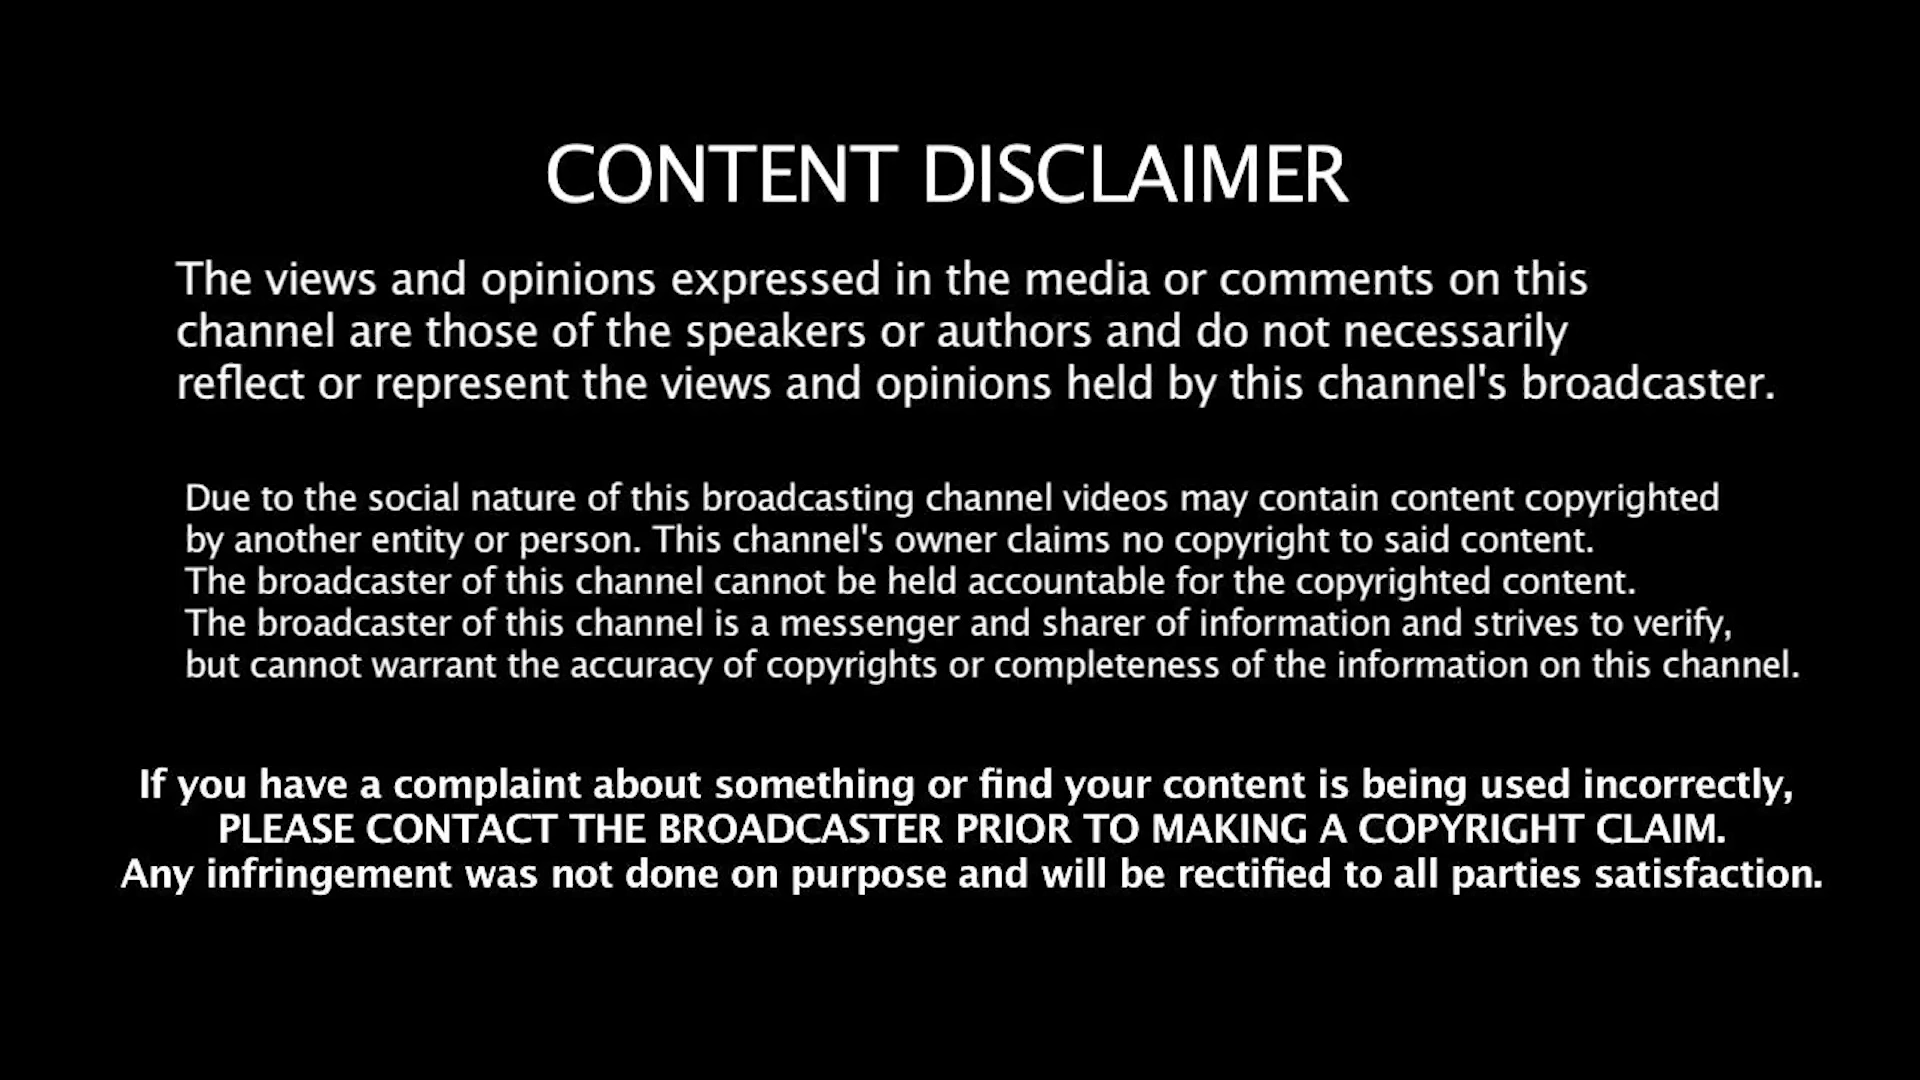 CONTENT DISCLAIMER
The views and opinions expressed in the media or comments on this
channel are those of the speakers or authors and do not necessarily
reflect or represent the views and opinions held by this channel's broadcaster.
Due to the social nature of this broadcasting channel videos may contain content copyrighted
by another entity or person. This channel's owner claims no copyright to said content.
The broadcaster of this channel cannot be held accountable for the copyrighted content.
The broadcaster of this channel is a messenger and sharer of information and strives to verify,
but cannot warrant the accuracy of copyrights or completeness of the information on this channel.
If you have a complaint about something or find your content is being used incorrectly,
PLEASE CONTACT THE BROADCASTER PRIOR TO MAKING A COPYRIGHT CLAIM.
Any infringement was not done on purpose and will be rectified to all parties satisfaction.